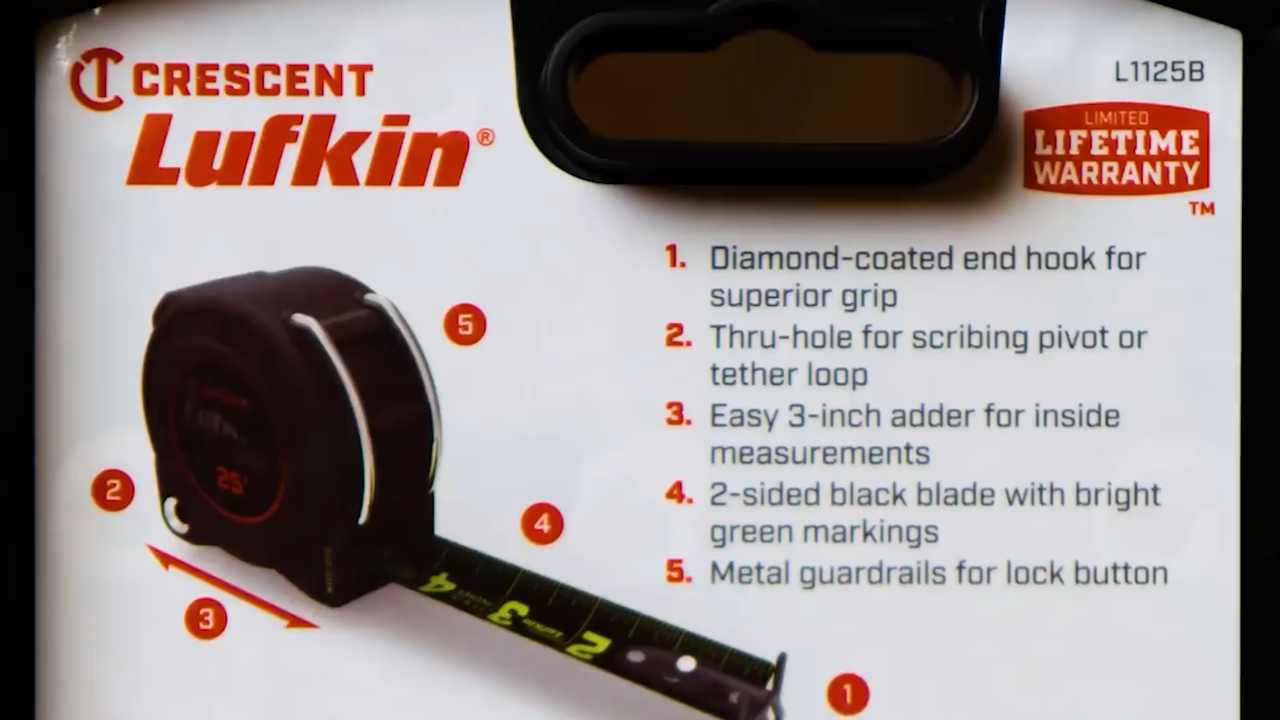 CRESCENT
Lufkin®
L1125B
LIMITED
LIFETIME
WARRANTY
TM
1. Diamond-coated end hook for
superior grip
2. Thru-hole for scribing pivot or
tether loop
3. Easy 3-inch adder for inside
measurements
4. 2-sided black blade with bright
green markings
5. Metal guardrails for lock button
5
2
25'
4
3
4
3
2
1